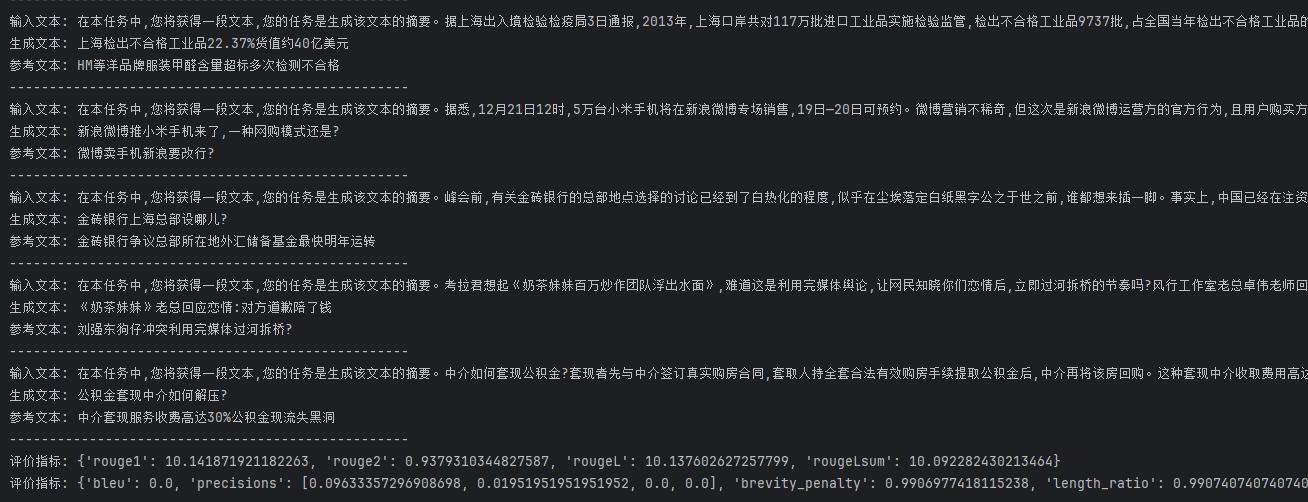 --------------------------------------------------
输入文本: 在本任务中,您将获得一段文本,您的任务是生成该文本的摘要。据上海出入境检验检疫局3日通报,2013年,上海口岸共对117万批进口工业品实施检验监管,检出不合格工业品9737批,占全国当年检出不合格工业品的
生成文本: 上海检出不合格工业品22.37%货值约40亿美元
参考文本: HM等洋品牌服装甲醛含量超标多次检测不合格
--------------------------------------------------
输入文本: 在本任务中,您将获得一段文本,您的任务是生成该文本的摘要。据悉,12月21日12时,5万台小米手机将在新浪微博专场销售,19日—20日可预约。微博营销不稀奇,但这次是新浪微博运营方的官方行为,且用户购买方
生成文本: 新浪微博推小米手机来了,一种网购模式还是?
参考文本: 微博卖手机新浪要改行?
--------------------------------------------------
输入文本: 在本任务中,您将获得一段文本,您的任务是生成该文本的摘要。峰会前,有关金砖银行的总部地点选择的讨论已经到了白热化的程度,似乎在尘埃落定白纸黑字公之于世之前,谁都想来插一脚。事实上,中国已经在注资
生成文本: 金砖银行上海总部设哪儿?
参考文本: 金砖银行争议总部所在地外汇储备基金最快明年运转
--------------------------------------------------
输入文本: 在本任务中,您将获得一段文本,您的任务是生成该文本的摘要。考拉君想起《奶茶妹妹百万炒作团队浮出水面》,难道这是利用完媒体舆论,让网民知晓你们恋情后,立即过河拆桥的节奏吗?风行工作室老总卓伟老师回
生成文本: 《奶茶妹妹》老总回应恋情:对方道歉陪了钱
参考文本: 刘强东狗仔冲突利用完媒体过河拆桥?
--------------------------------------------------
输入文本: 在本任务中,您将获得一段文本,您的任务是生成该文本的摘要。中介如何套现公积金?套现者先与中介签订真实购房合同,套取人持全套合法有效购房手续提取公积金后,中介再将该房回购。这种套现中介收取费用高达
生成文本: 公积金套现中介如何解压?
参考文本: 中介套现服务收费高达30%公积金现流失黑洞
--------------------------------------------------
评价指标: {'rouge1': 10.141871921182263, 'rouge2': 0.9379310344827587, 'rougeL': 10.137602627257799, 'rougeLsum': 10.092282430213464}
评价指标: {'bleu': 0.0, 'precisions': [0.09633357296908698, 0.01951951951951952, 0.0, 0.0], 'brevity_penalty': 0.9906977418115238, 'length_ratio': 0.990740740740740